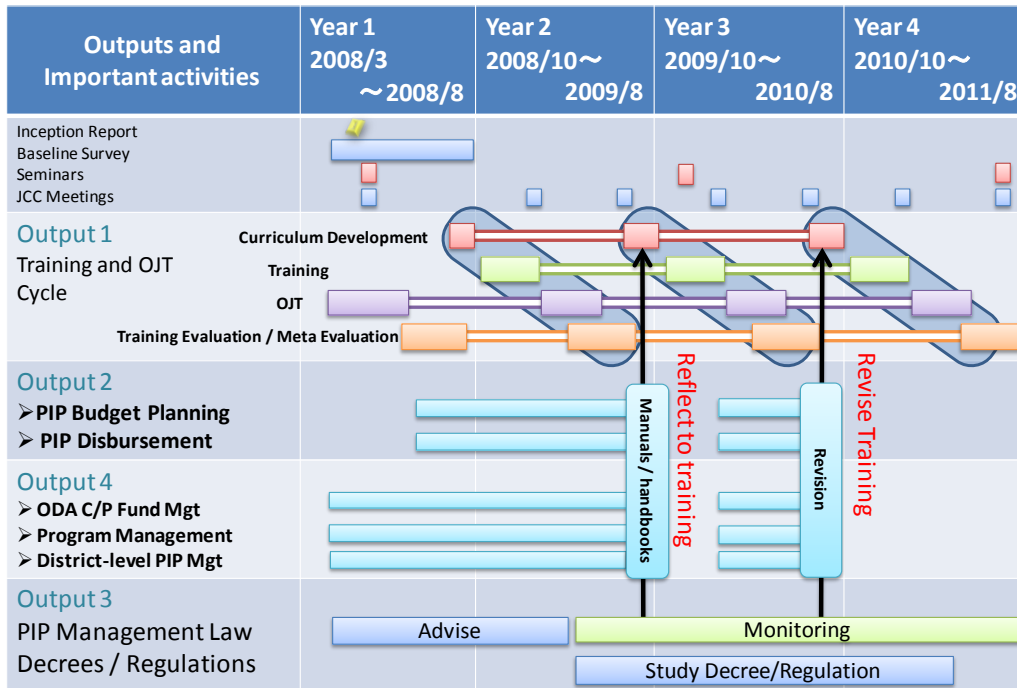 Outputs and
Important activities
Year 1
2008/3
～2008/8
Year 2
2008/10～
2009/8
Year 3
2009/10～
2010/8
Year 4
2010/10～
2011/8
Inception Report
Baseline Survey
Seminars
JCC Meetings
Output 1
Training and OJT
Cycle
Curriculum Development
Training
OJT
Training Evaluation / Meta Evaluation
Output 2
➢PIP Budget Planning
➢ PIP Disbursement
Output 4
➢ ODA C/P Fund Mgt
➢ Program Management
➢ District-level PIP Mgt
Manuals / handbooks
Reflect to training
Revision
Revise Training
Output 3
PIP Management Law
Decrees / Regulations
Advise
Monitoring
Study Decree/Regulation